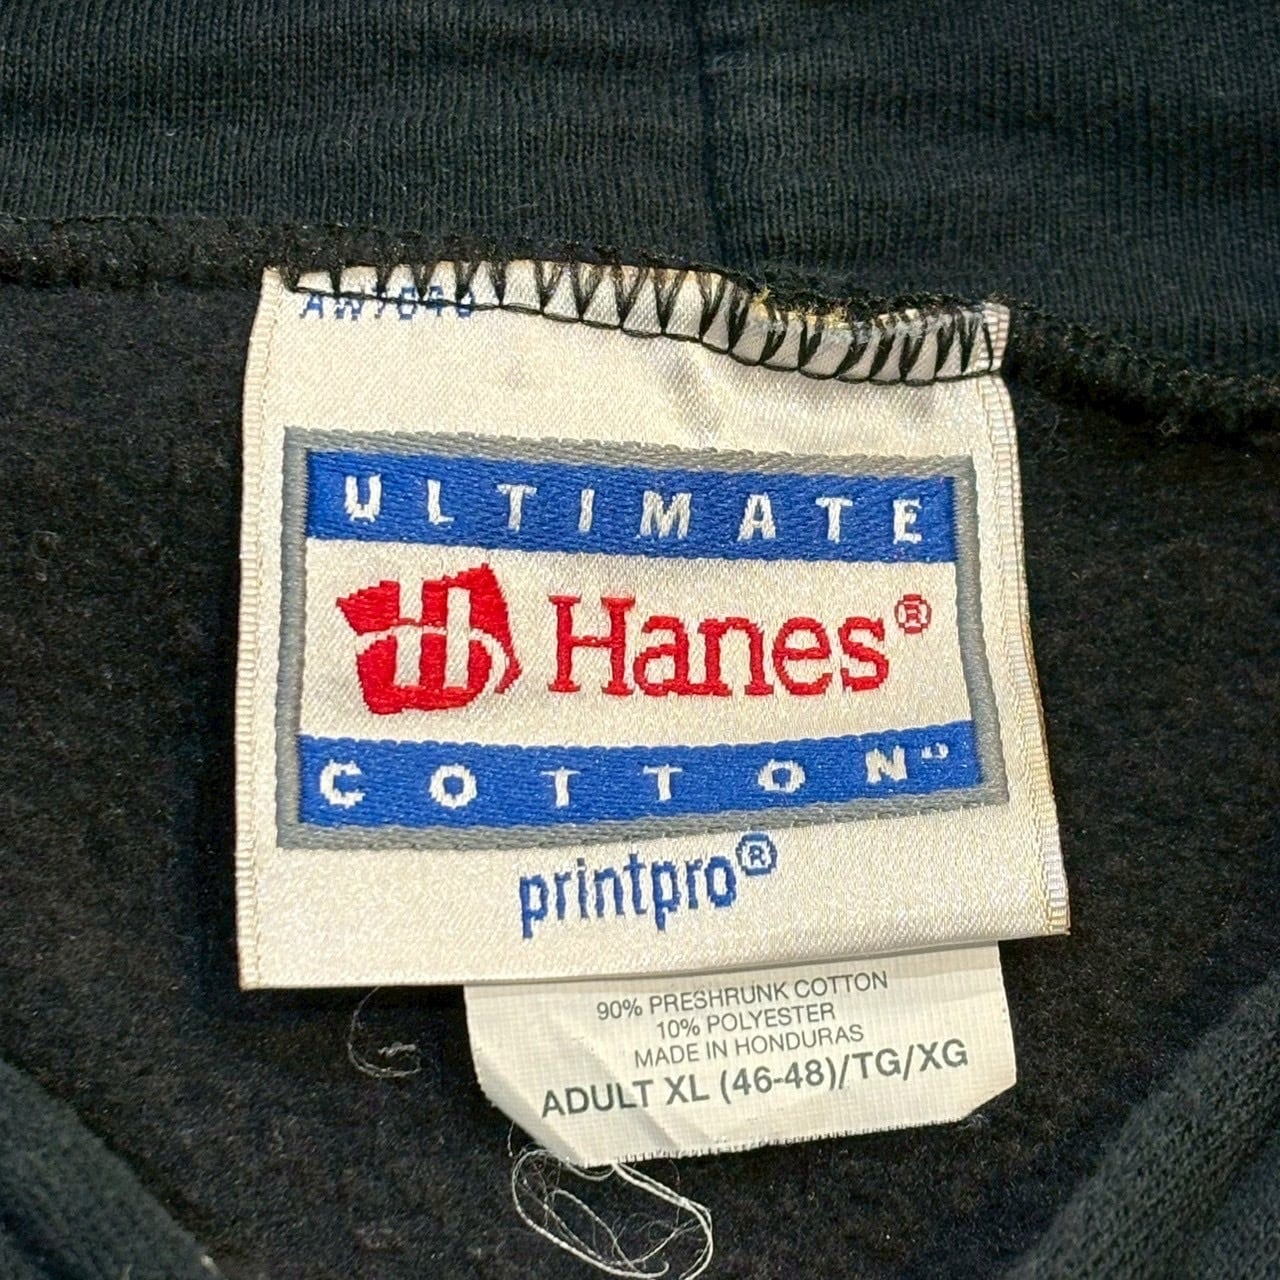 ULTIMATE
Hanes®
COTTON
printpro®
90% PRESHRUNK COTTON
10% POLYESTER
MADE IN HONDURAS
ADULT XL (46-48)/TG/XG